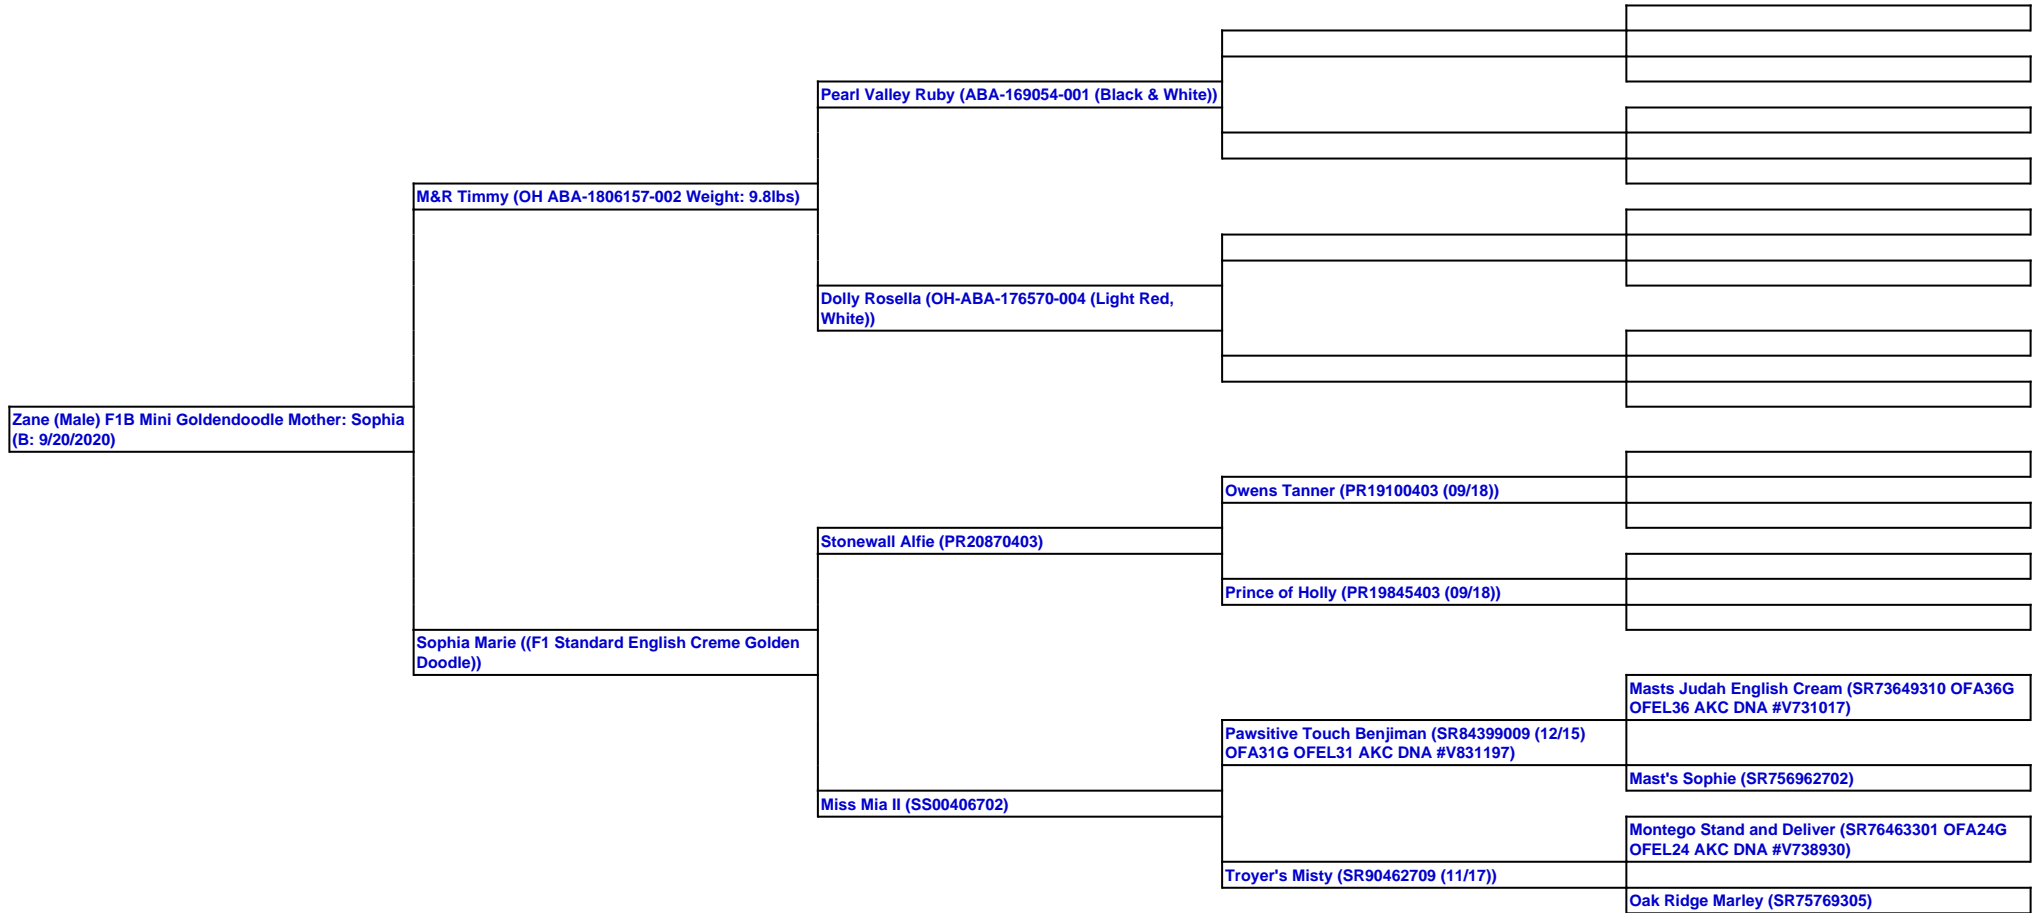 Pearl Valley Ruby (ABA-169054-001 (Black & White))
M&R Timmy (OH ABA-1806157-002 Weight: 9.8lbs)
Dolly Rosella (OH-ABA-176570-004 (Light Red,
White))
Zane (Male) F1B Mini Goldendoodle Mother: Sophia
(B: 9/20/2020)
Owens Tanner (PR19100403 (09/18))
Stonewall Alfie (PR20870403)
Prince of Holly (PR19845403 (09/18))
Sophia Marie ((F1 Standard English Creme Golden
Doodle))
Masts Judah English Cream (SR73649310 OFA36G
OFEL36 AKC DNA #V731017)
Pawsitive Touch Benjiman (SR84399009 (12/15)
OFA31G OFEL31 AKC DNA #V831197)
Mast's Sophie (SR756962702)
Miss Mia II (SS00406702)
Montego Stand and Deliver (SR76463301 OFA24G
OFEL24 AKC DNA #V738930)
Troyer's Misty (SR90462709 (11/17))
Oak Ridge Marley (SR75769305)